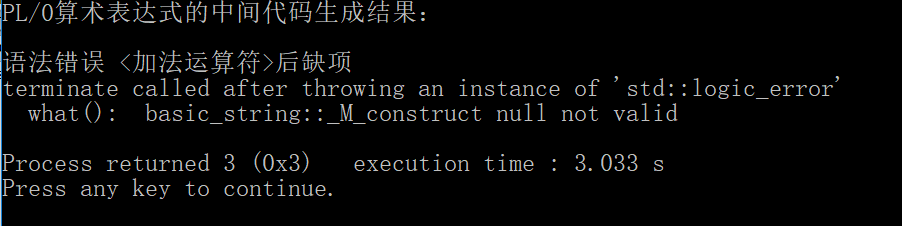 PL/0算术表达式的中间代码生成结果：
语法错误 <加法运算符>后缺项
terminate called after throwing an instance of 'std::logic_error'
  what():  basic_string::_M_construct null not valid
Process returned 3 (0x3)   execution time : 3.033 s
Press any key to continue.